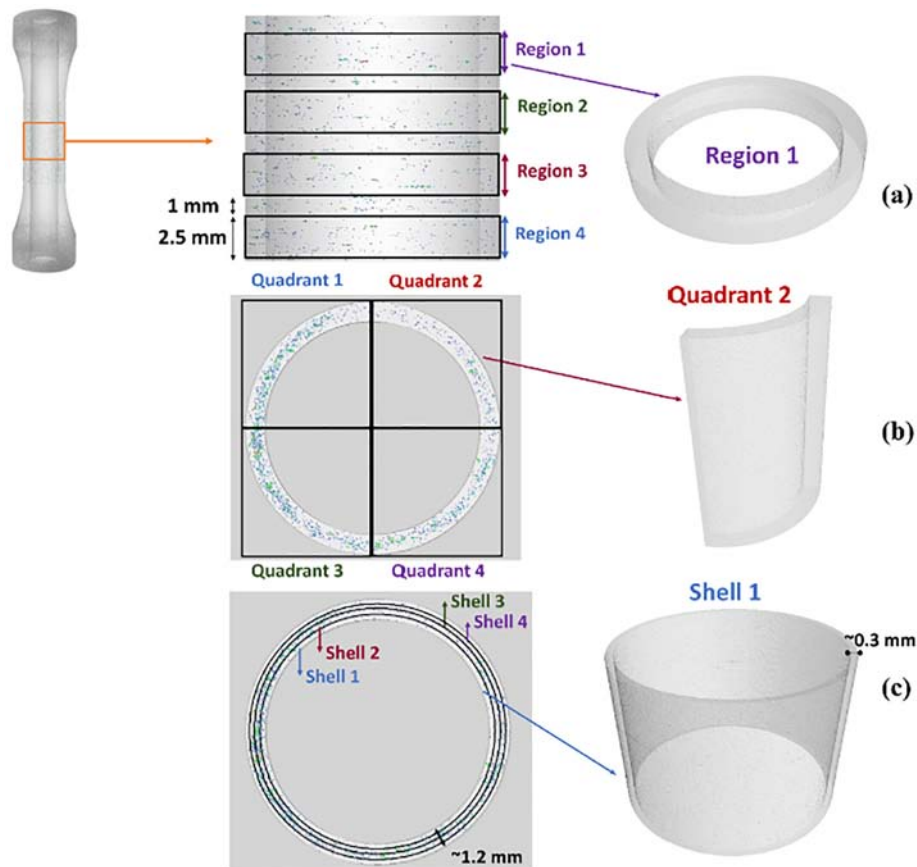 Region 1
Region 2
Region 3
Region 4
1 mm
2.5 mm
Region 1
(a)
Quadrant 1
Quadrant 2
Quadrant 3
Quadrant 4
Quadrant 2
(b)
Shell 3
Shell 4
Shell 2
Shell 1
~1.2 mm
Shell 1
~0.3 mm
(c)